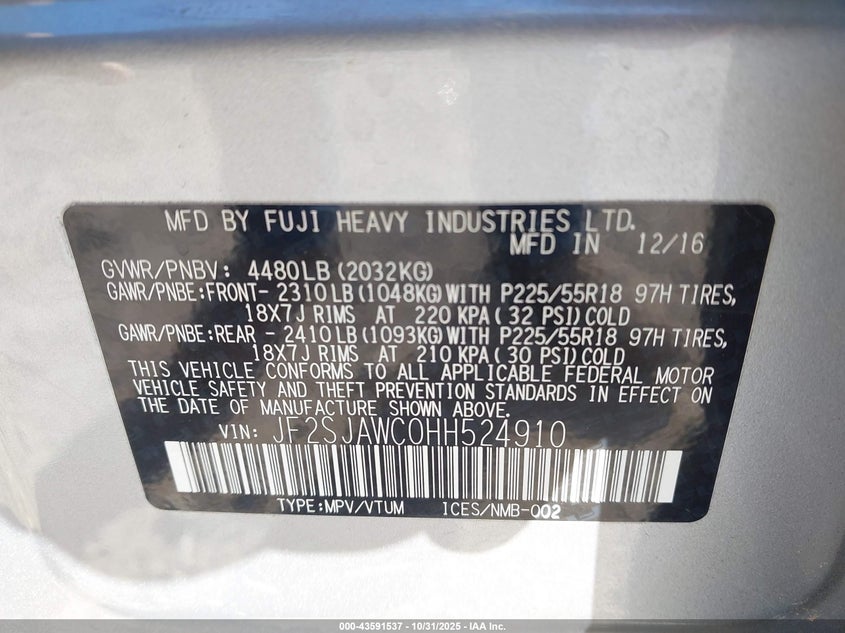 MFD BY FUJI HEAVY INDUSTRIES LTD.
MFD IN 12/16
GVWR/PNBV: 4480LB(2032KG)
GAWR/PNBE:FRONT- 2310LB(1048KG)WITH P225/55R18 97H TIRES,
18X7J RIMS AT 220 KPA(32 PSI)COLD
GAWR/PNBE:REAR - 2410LB(1093KG)WITH P225/55R18 97H TIRES,
18X7J RIMS AT 210 KPA(30 PSI)COLD
THIS VEHICLE CONFORMS TO ALL APPLICABLE FEDERAL MOTOR
VEHICLE SAFETY AND THEFT PREVENTION STANDARDS IN EFFECT ON
THE DATE OF MANUFACTURE SHOWN ABOVE.
VIN: JF2SJAWC0HH524910
TYPE:MPV/VTUM ICES/NMB-002
000-43591537 - 10/31/2025 - IAA Inc.